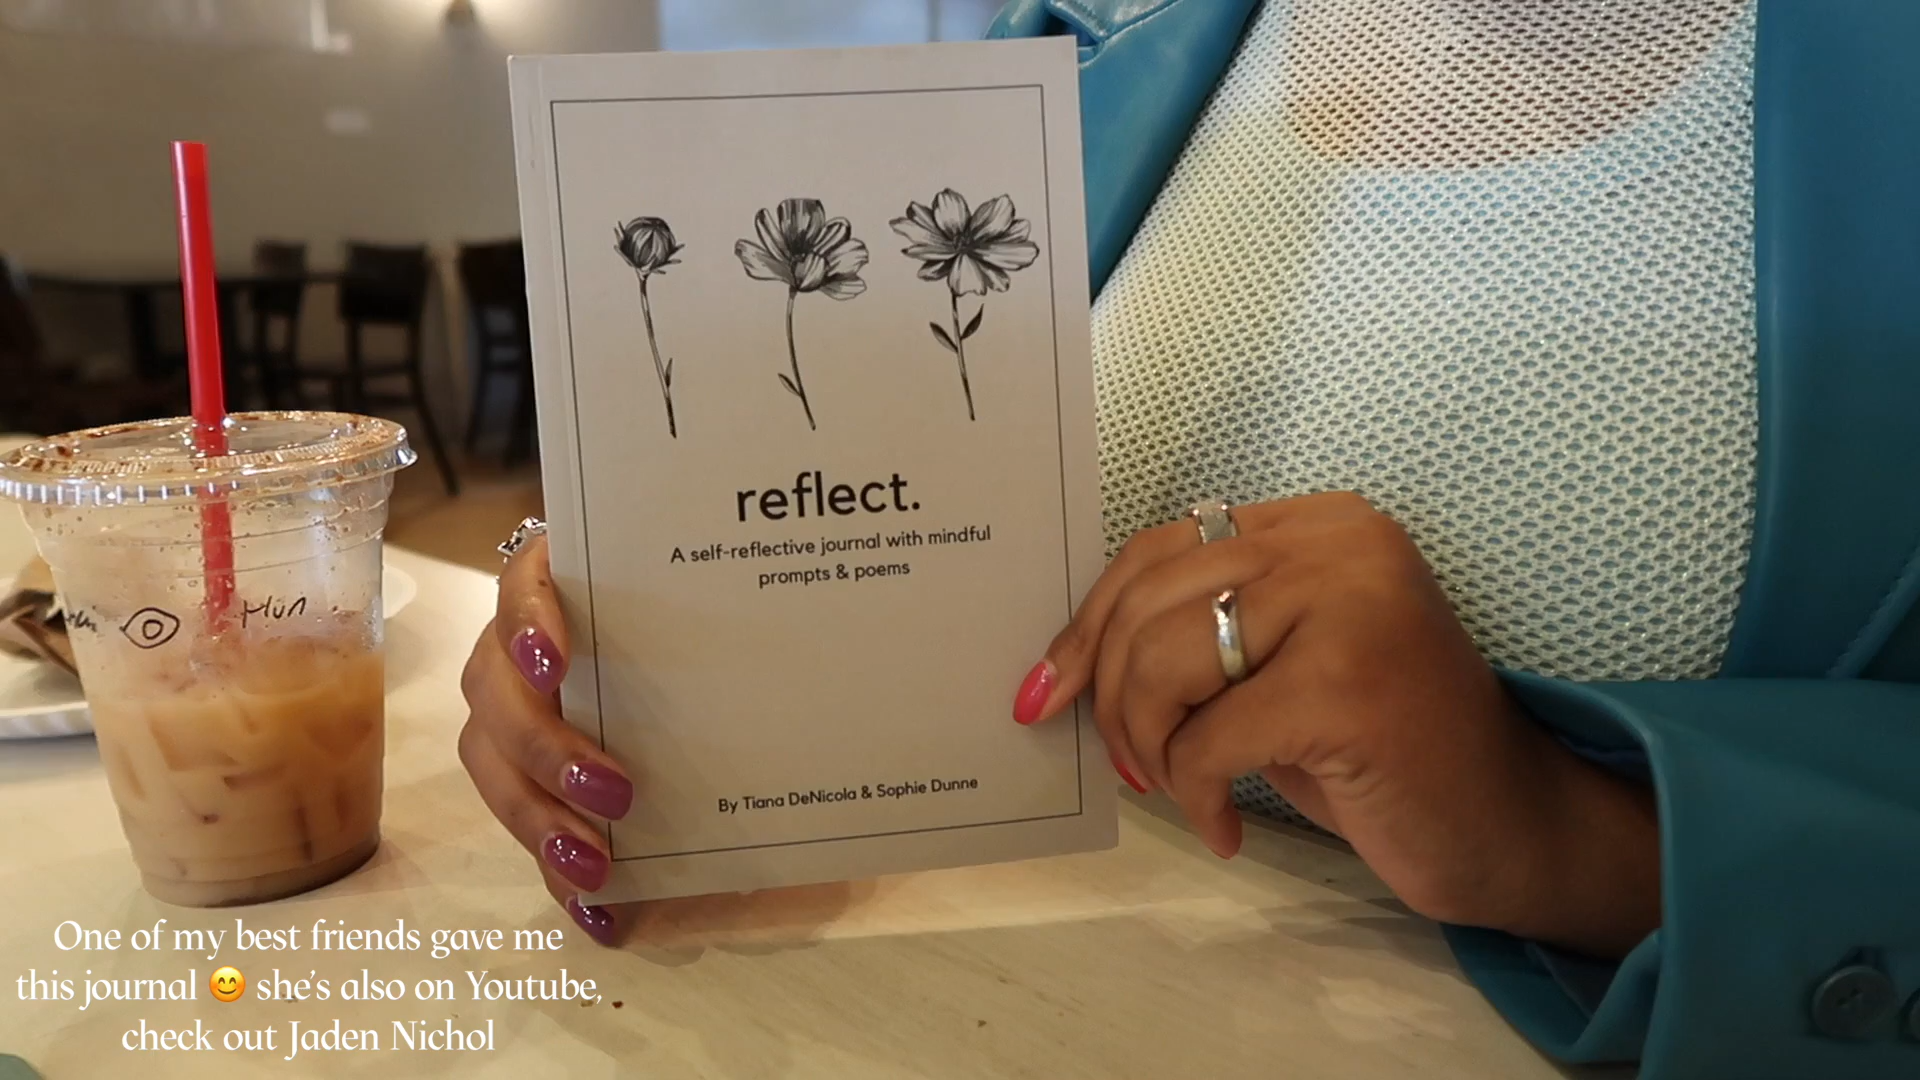 reflect.
A self-reflective journal with mindful
prompts & poems
By Tiana DeNicola & Sophie Dunne
One of my best friends gave me
this journal 😊 she's also on Youtube,
check out Jaden Nichol